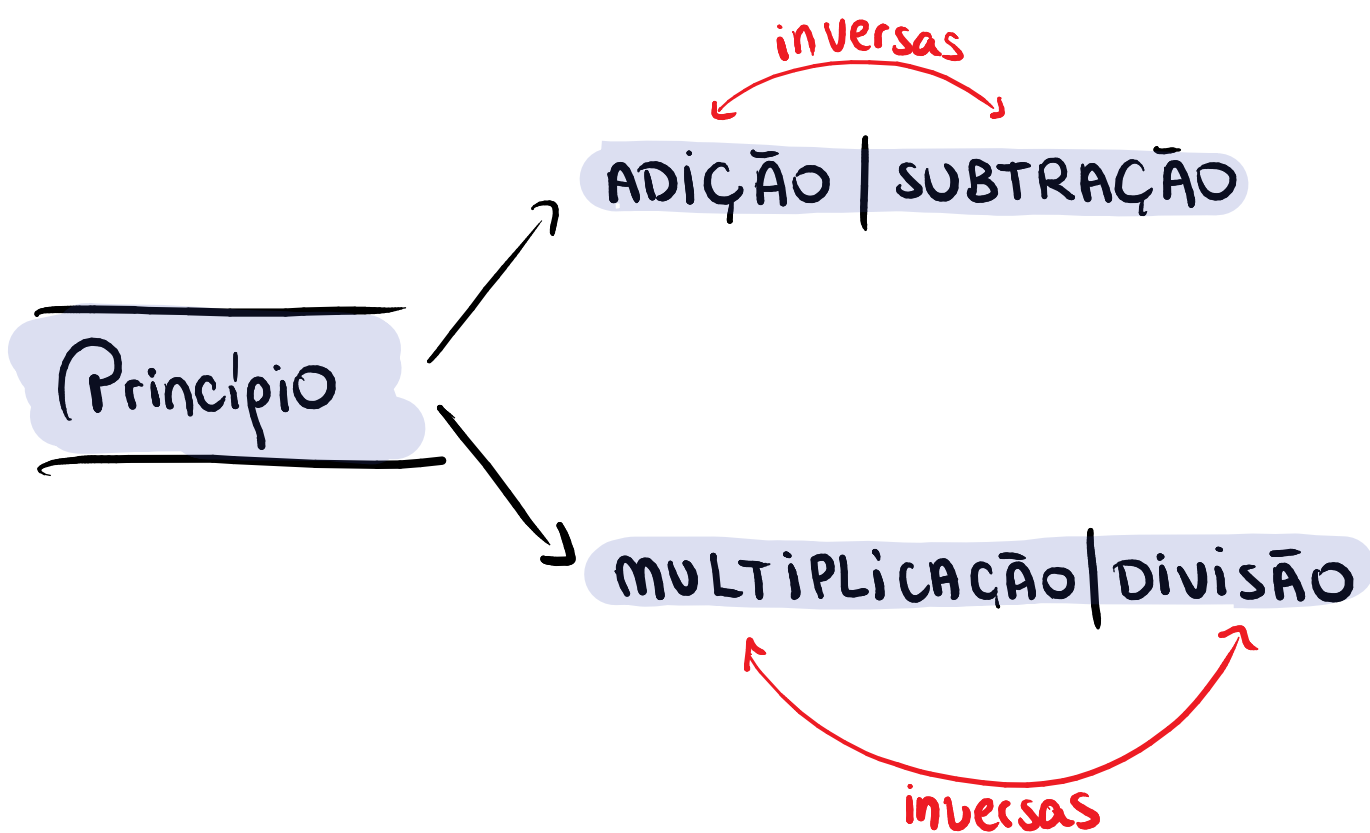 inversas
ADiÇÃO | SUBTRAÇÃO
Princípio
MULTiPLiCAÇÃO | DiViSÃO
inversas